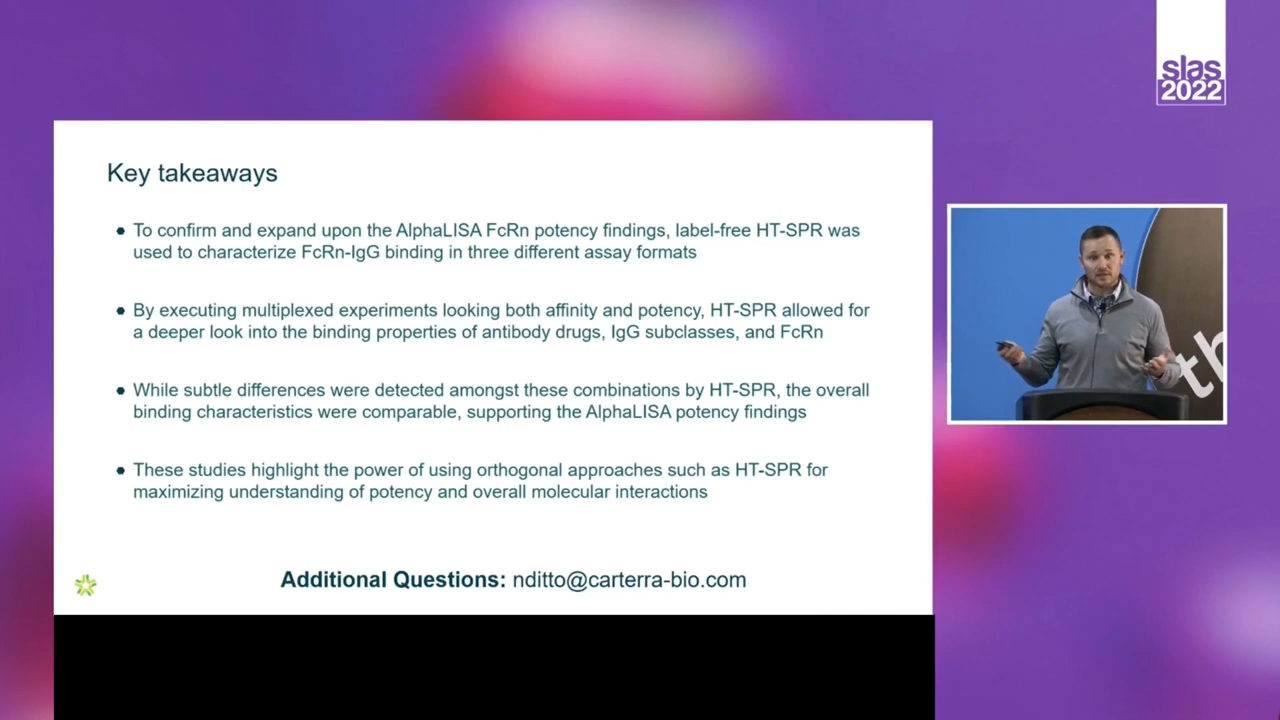 slas
2022
Key takeaways
To confirm and expand upon the AlphaLISA FcRn potency findings, label-free HT-SPR was
used to characterize FcRn-IgG binding in three different assay formats
By executing multiplexed experiments looking both affinity and potency, HT-SPR allowed for
a deeper look into the binding properties of antibody drugs, IgG subclasses, and FcRn
While subtle differences were detected amongst these combinations by HT-SPR, the overall
binding characteristics were comparable, supporting the AlphaLISA potency findings
These studies highlight the power of using orthogonal approaches such as HT-SPR for
maximizing understanding of potency and overall molecular interactions
Additional Questions: nditto@carterra-bio.com
th